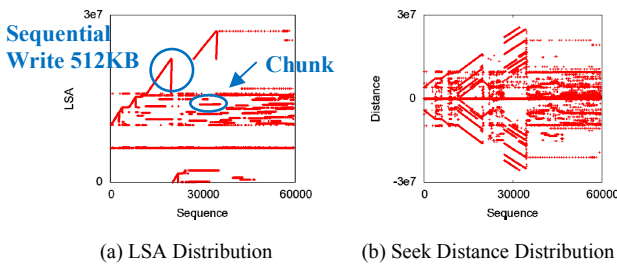 3e7
Sequential
Write 512KB
Chunk
LSA
0
0
30000
60000
Sequence
(a) LSA Distribution
3e7
Distance
0
-3e7
0
30000
60000
Sequence
(b) Seek Distance Distribution